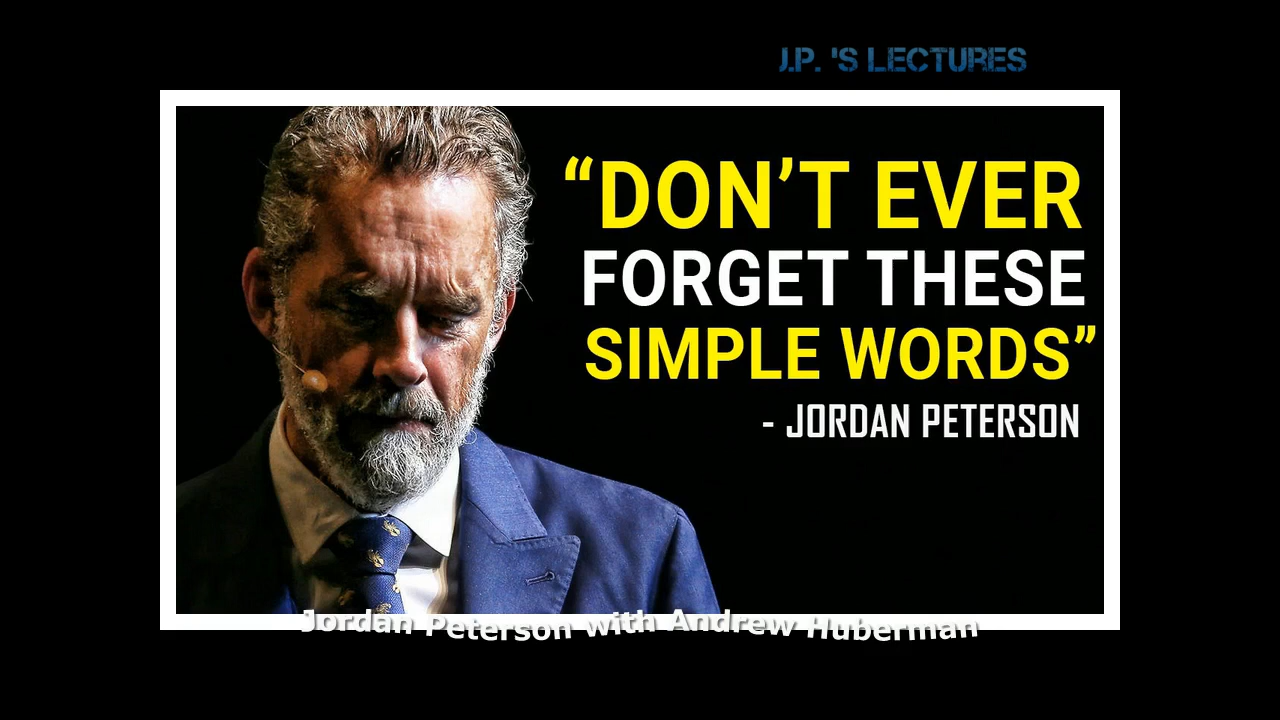 J.P. 'S LECTURES
“DON’T EVER
FORGET THESE
SIMPLE WORDS”
- JORDAN PETERSON
Jordan Peterson with Andrew Huberman